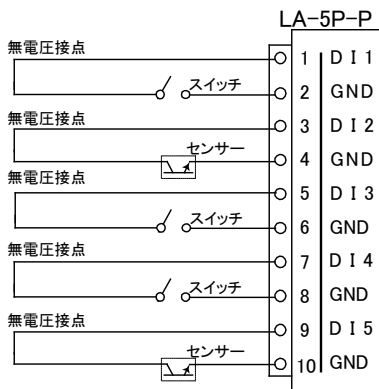 LA-5P-P
無電圧接点
1 DI1
スイッチ
2 GND
無電圧接点
3 DI2
センサー
4 GND
無電圧接点
5 DI3
スイッチ
6 GND
無電圧接点
7 DI4
スイッチ
8 GND
無電圧接点
9 DI5
センサー
10 GND